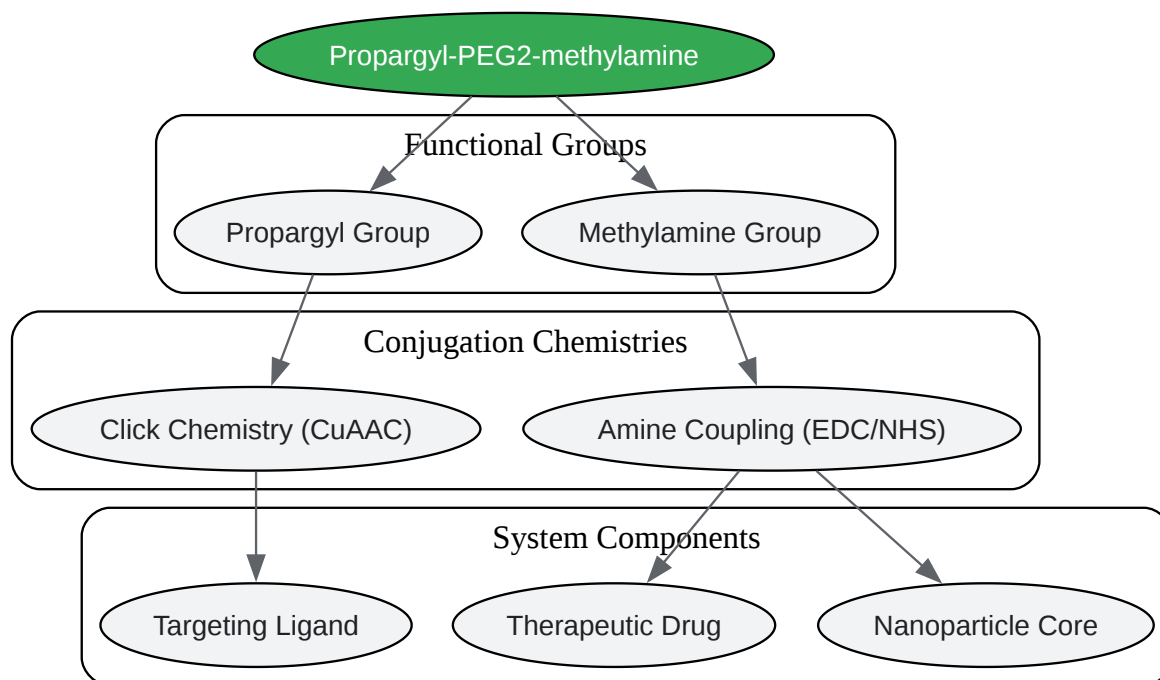 Propargyl-PEG2-methylamine
Functional Groups
Propargyl Group
Methylamine Group
Conjugation Chemistries
Click Chemistry (CuAAC)
Amine Coupling (EDC/NHS)
System Components
Targeting Ligand
Therapeutic Drug
Nanoparticle Core